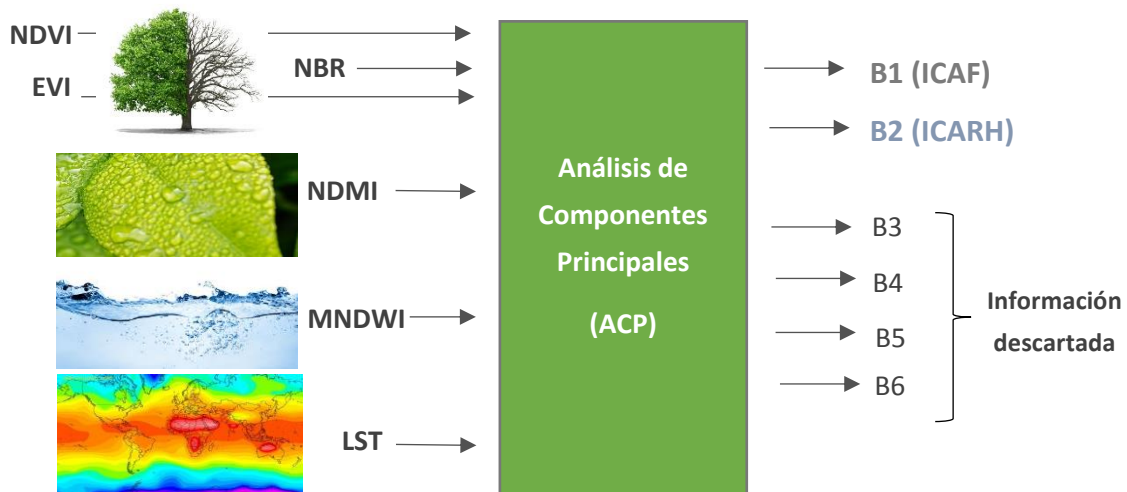 NDVI
EVI
NBR
NDMI
MNDWI
LST
Análisis de
Componentes
Principales
(ACP)
B1 (ICAF)
B2 (ICARH)
B3
B4
B5
B6
Información
descartada